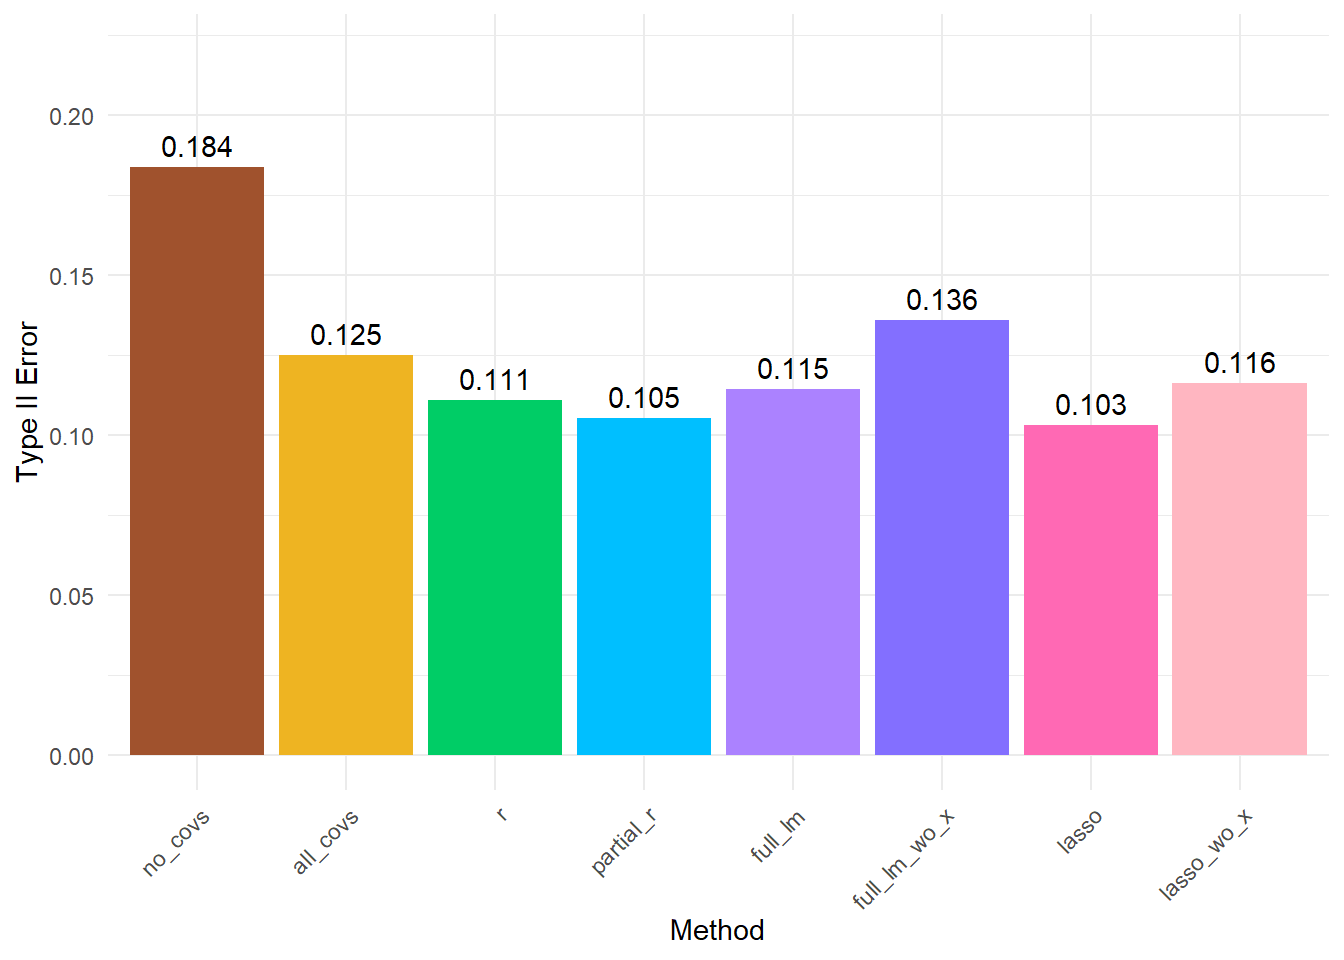 Type II Error
0.20
0.15
0.10
0.05
0.00
0.184
0.125
0.111
0.105
0.115
0.136
0.103
0.116
no_covs
all_covs
r
partial_r
full_lm
full_lm_wo_x
lasso
lasso_wo_x
Method